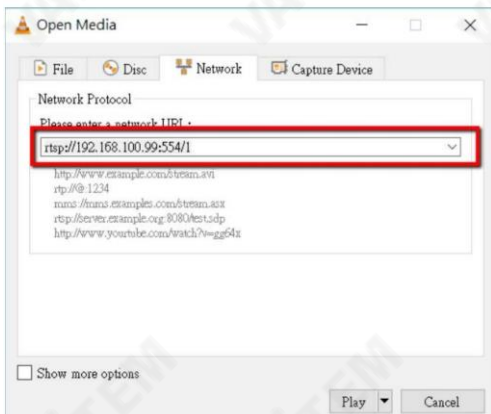 Open Media
File Disc Network Capture Device
Network Protocol
Please enter a network URL:
rtsp://192.168.100.99:554/1
http://www.example.com/stream.avi
rtp://@:1234
mms://mms.examples.com/stream.asx
rtsp://server.example.org:8080/test.sdp
http://www.yourtube.com/watch?v=gg64x
Show more options
Play Cancel